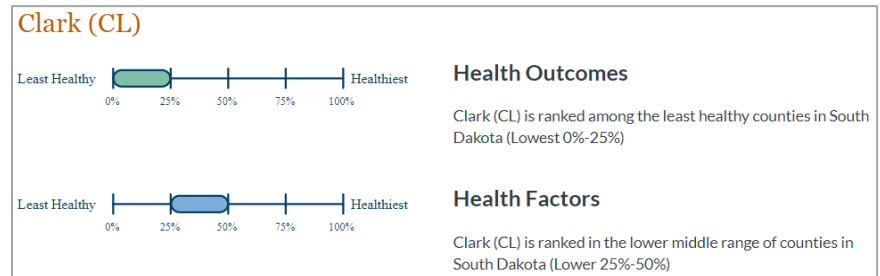 Clark (CL)
Least Healthy
Healthiest
0% 25% 50% 75% 100%
Health Outcomes
Clark (CL) is ranked among the least healthy counties in South
Dakota (Lowest 0%-25%)
Least Healthy
Healthiest
0% 25% 50% 75% 100%
Health Factors
Clark (CL) is ranked in the lower middle range of counties in
South Dakota (Lower 25%-50%)